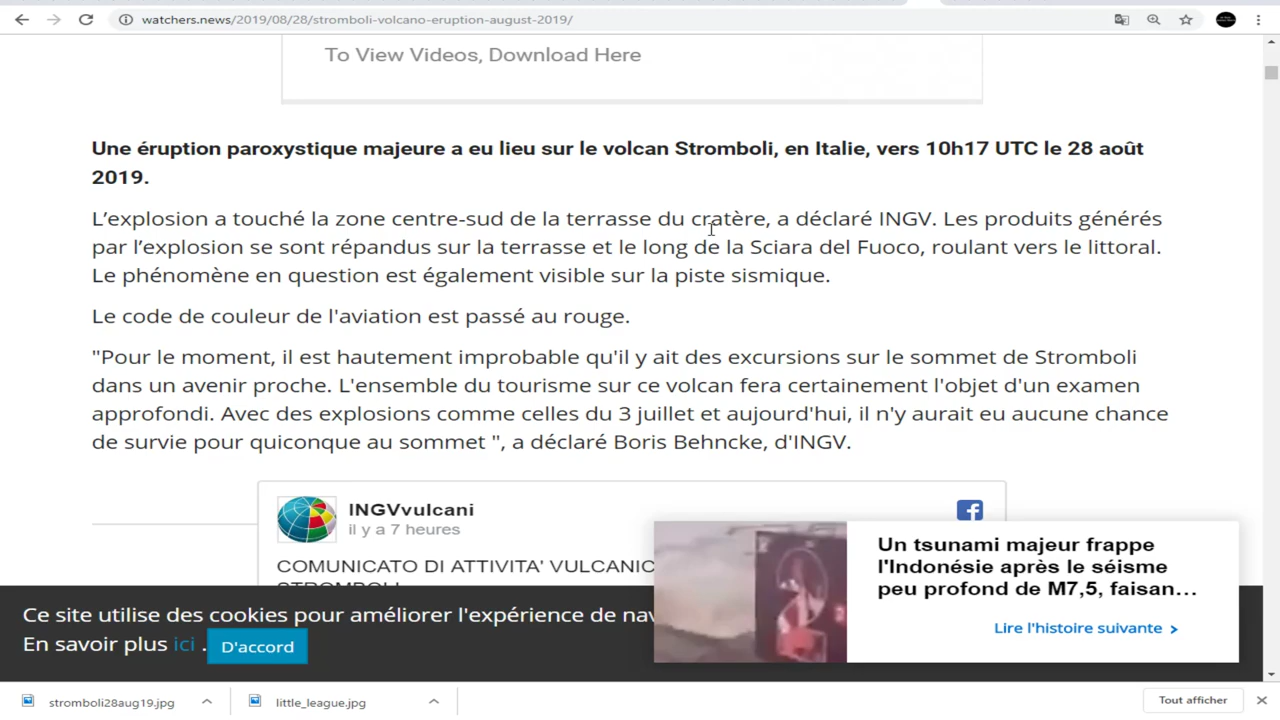 watchers.news/2019/08/28/stromboli-volcano-eruption-august-2019/
To View Videos, Download Here
Une éruption paroxystique majeure a eu lieu sur le volcan Stromboli, en Italie, vers 10h17 UTC le 28 août
2019.
L’explosion a touché la zone centre-sud de la terrasse du cratère, a déclaré INGV. Les produits générés
par l’explosion se sont répandus sur la terrasse et le long de la Sciara del Fuoco, roulant vers le littoral.
Le phénomène en question est également visible sur la piste sismique.
Le code de couleur de l'aviation est passé au rouge.
"Pour le moment, il est hautement improbable qu'il y ait des excursions sur le sommet de Stromboli
dans un avenir proche. L'ensemble du tourisme sur ce volcan fera certainement l'objet d'un examen
approfondi. Avec des explosions comme celles du 3 juillet et aujourd'hui, il n'y aurait eu aucune chance
de survie pour quiconque au sommet ", a déclaré Boris Behncke, d'INGV.
INGVvulcani
il y a 7 heures
COMUNICATO DI ATTIVITA' VULCANIC
STROMBOLI
Un tsunami majeur frappe
l'Indonésie après le séisme
peu profond de M7,5, faisan...
Lire l'histoire suivante >
Ce site utilise des cookies pour améliorer l'expérience de nav
En savoir plus ici . D'accord
stromboli28aug19.jpg
little_league.jpg
Tout afficher